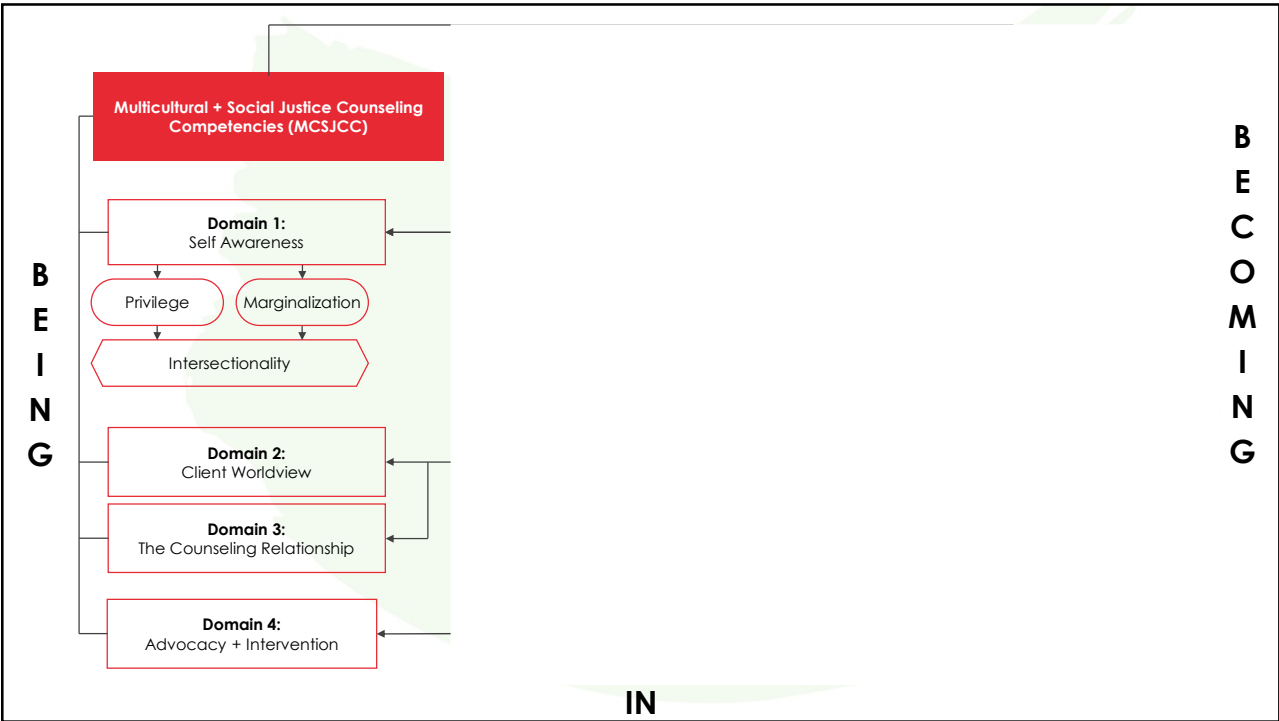 Multicultural + Social Justice Counseling
Competencies (MCSJCC)
Domain 1:
Self Awareness
Privilege
Marginalization
Intersectionality
Domain 2:
Client Worldview
Domain 3:
The Counseling Relationship
Domain 4:
Advocacy + Intervention
B
E
I
N
G
IN
B
E
C
O
M
I
N
G